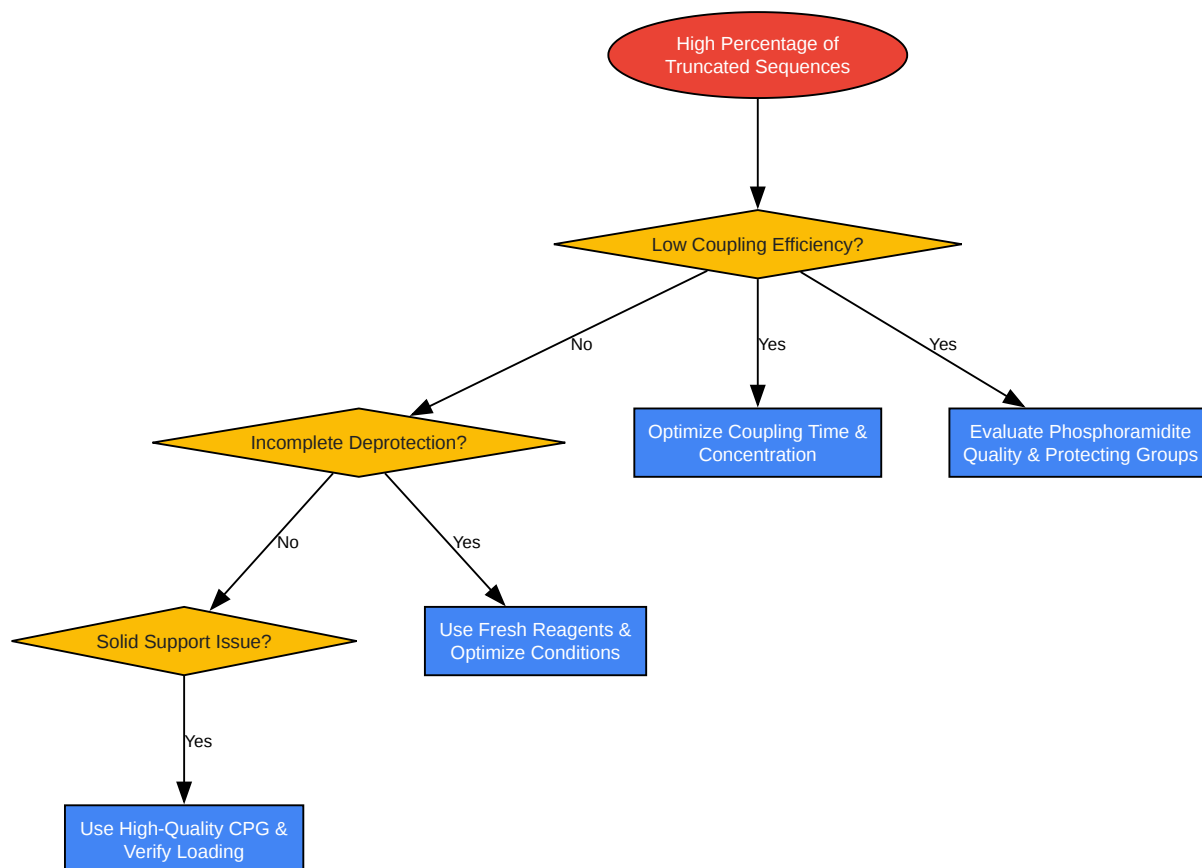 High Percentage of
Truncated Sequences
Low Coupling Efficiency?
No
Yes
Yes
Incomplete Deprotection?
Optimize Coupling Time &
Concentration
Evaluate Phosphoramidite
Quality & Protecting Groups
No
Yes
Solid Support Issue?
Use Fresh Reagents &
Optimize Conditions
Yes
Use High-Quality CPG &
Verify Loading